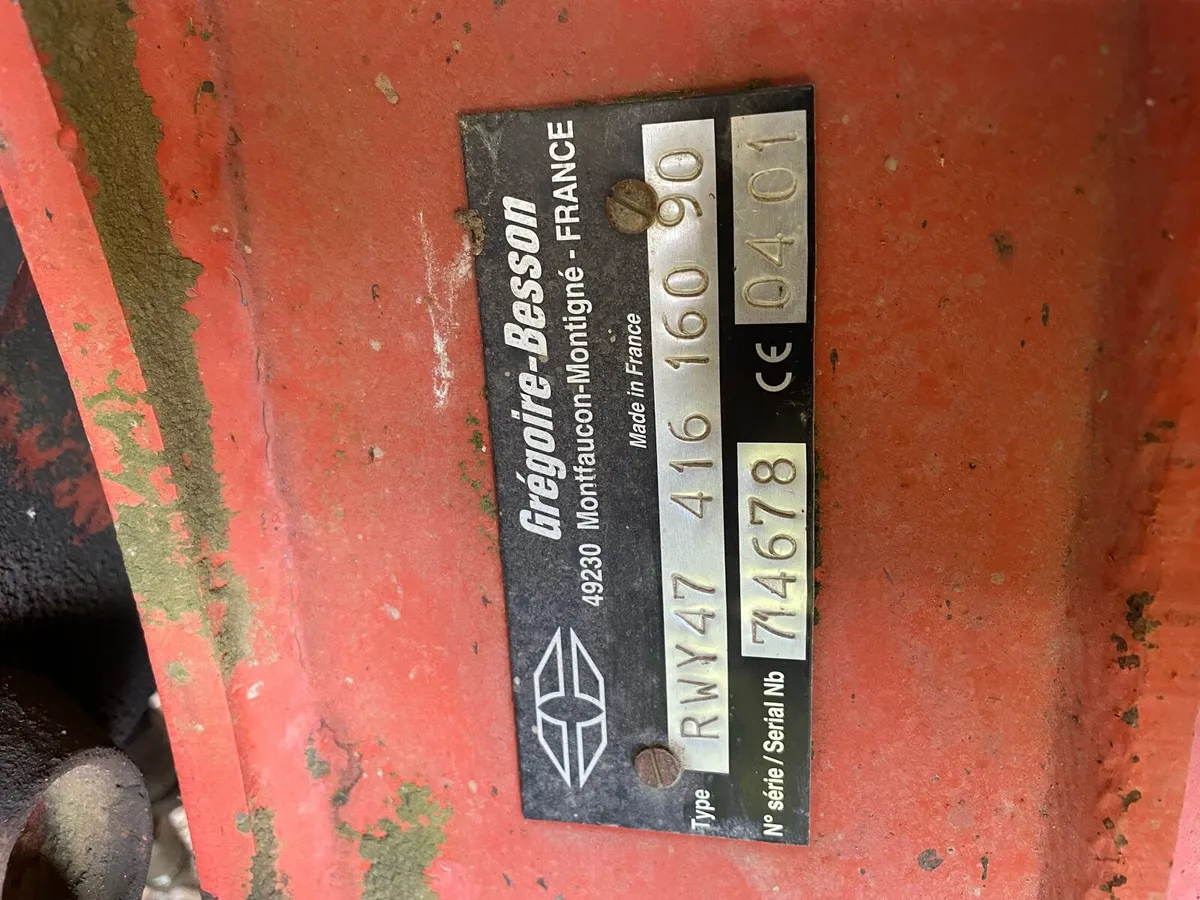 Grégoire-Besson
49230 Montfaucon-Montigné - FRANCE
Made in France
Type RWY47 416 160 90
N° série / Serial Nb 714678 CE 04 01